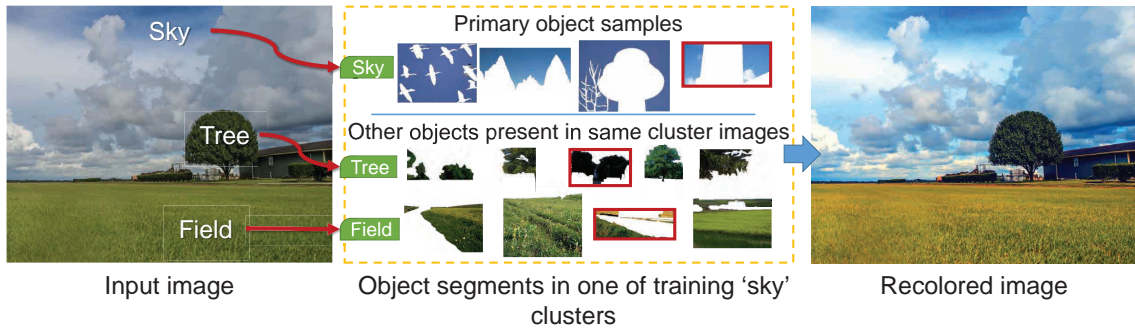 Sky
Tree
Field
Input image
Primary object samples
Sky
Other objects present in same cluster images
Tree
Field
Object segments in one of training ‘sky’
clusters
Recolored image